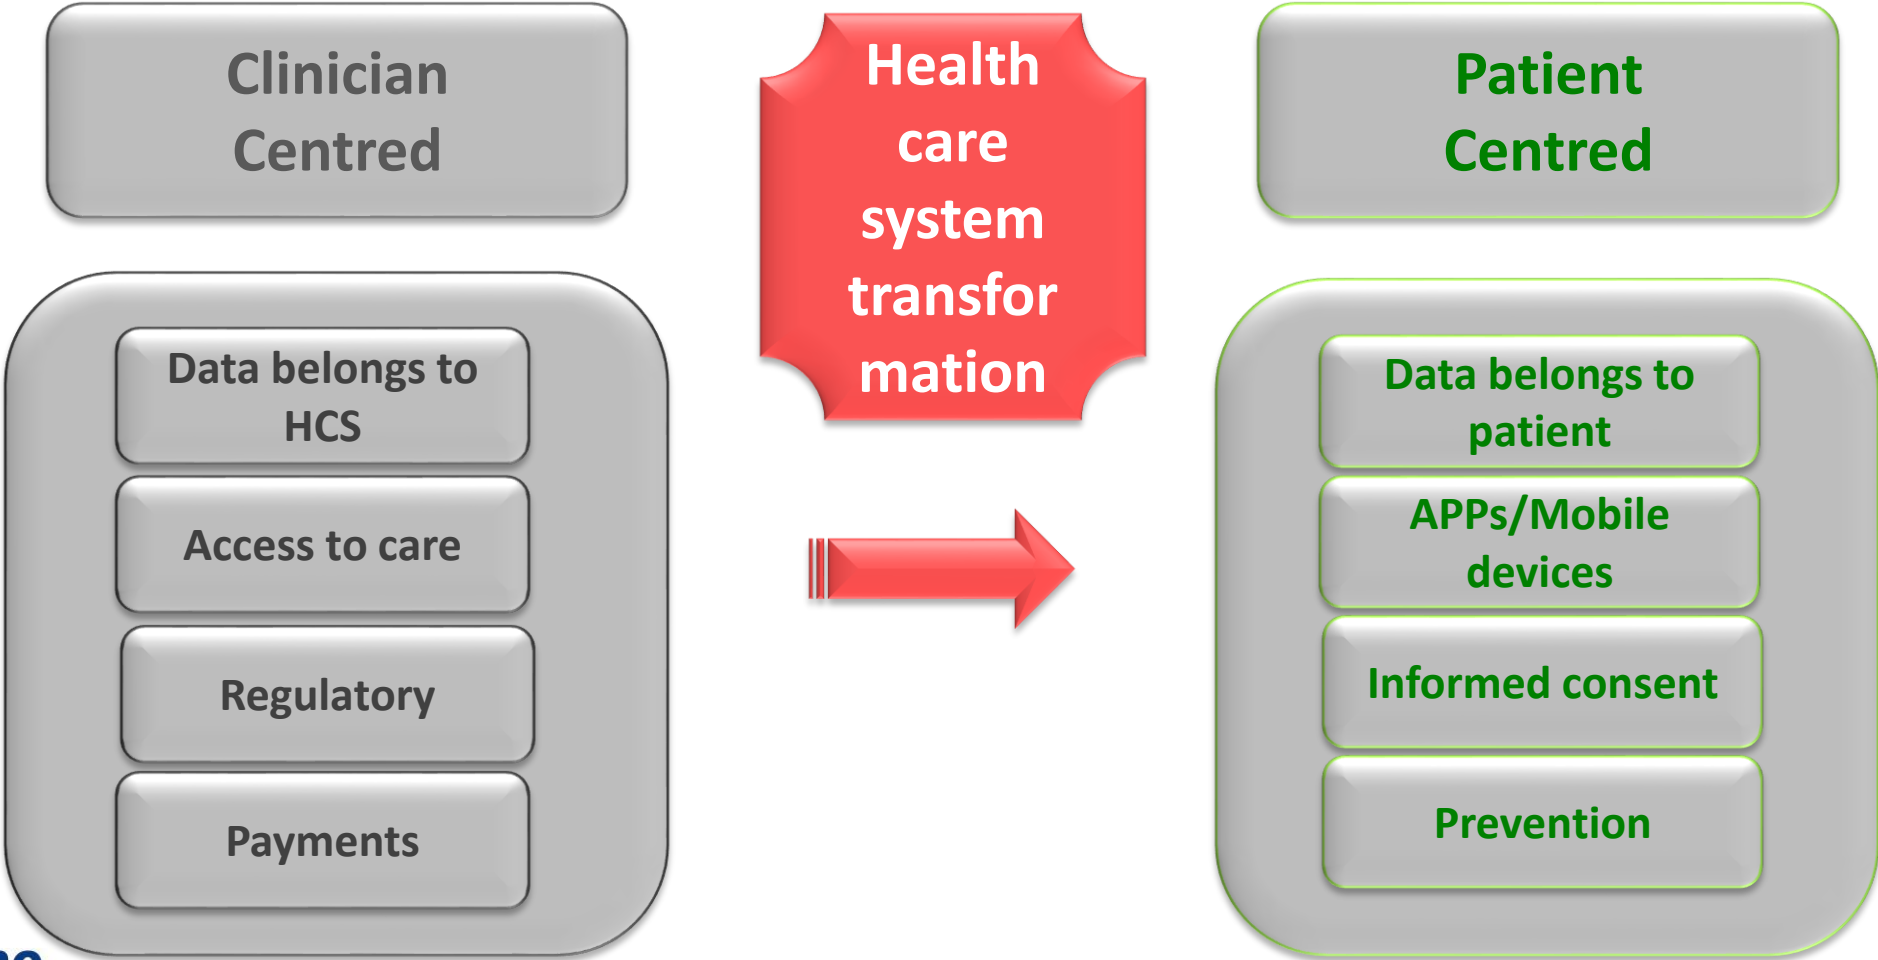 Clinician
Centred
Health
care
system
transfor
mation
Patient
Centred
Data belongs to
HCS
Access to care
Regulatory
Payments
Data belongs to
patient
APPs/Mobile
devices
Informed consent
Prevention